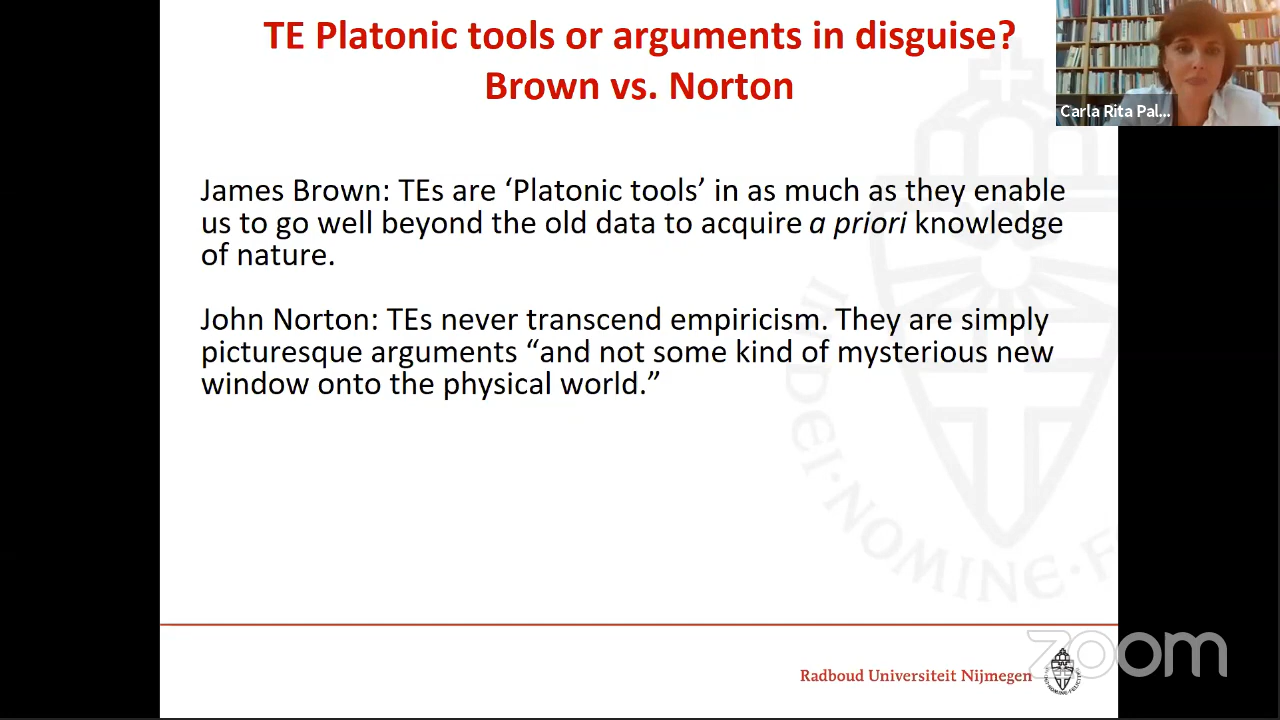 TE Platonic tools or arguments in disguise?
Brown vs. Norton
Carla Rita Pal...
James Brown: TEs are ‘Platonic tools’ in as much as they enable
us to go well beyond the old data to acquire a priori knowledge
of nature.
John Norton: TEs never transcend empiricism. They are simply
picturesque arguments “and not some kind of mysterious new
window onto the physical world.”
IN DEI · NOMINE · F
zoom
Radboud Universiteit Nijmegen